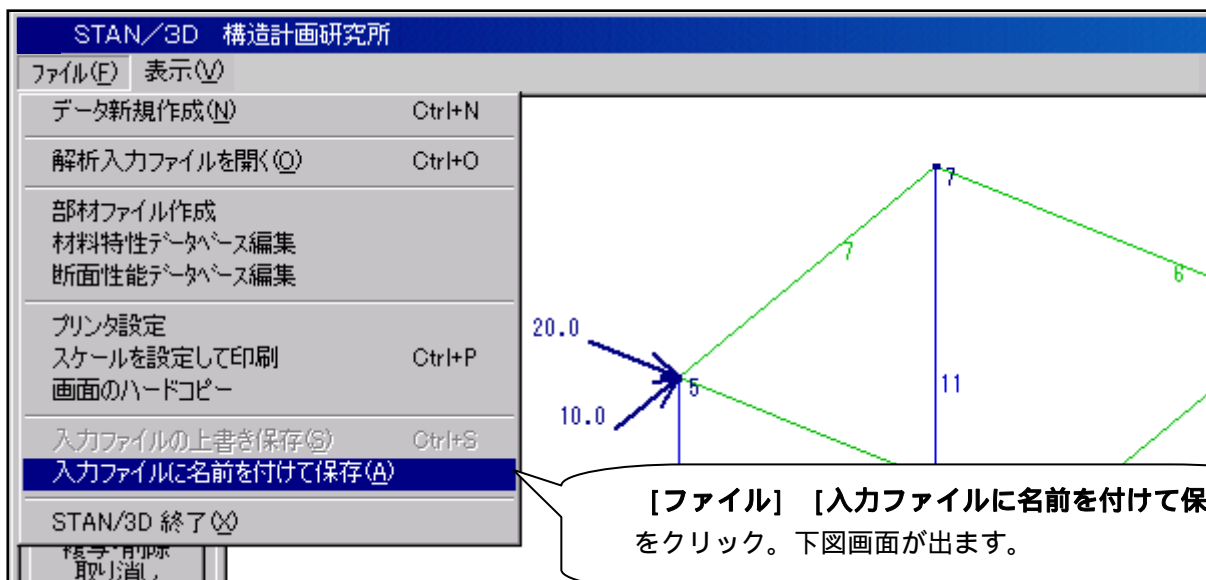 STAN／3D 構造計画研究所
ファイル(F) 表示(V)
データ新規作成(N) Ctrl+N
解析入力ファイルを開く(O) Ctrl+O
部材ファイル作成
材料特性データベース編集
断面性能データベース編集
プリンタ設定
スケールを設定して印刷 Ctrl+P
画面のハードコピー
入力ファイルの上書き保存(S) Ctrl+S
入力ファイルに名前を付けて保存(A)
STAN/3D 終了(X)
複写・削除
取り消し
7
7
6
20.0
5
11
10.0
［ファイル］ ［入力ファイルに名前を付けて保
をクリック。下図画面が出ます。